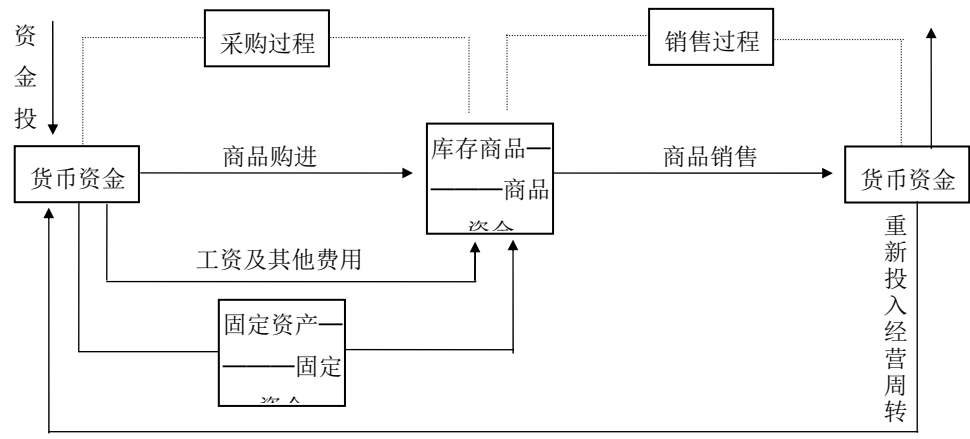 资
金
投
采购过程
销售过程
货币资金
商品购进
库存商品—
———商品
商品销售
货币资金
工资及其他费用
固定资产—
———固定
重
新
投
入
经
营
周
转